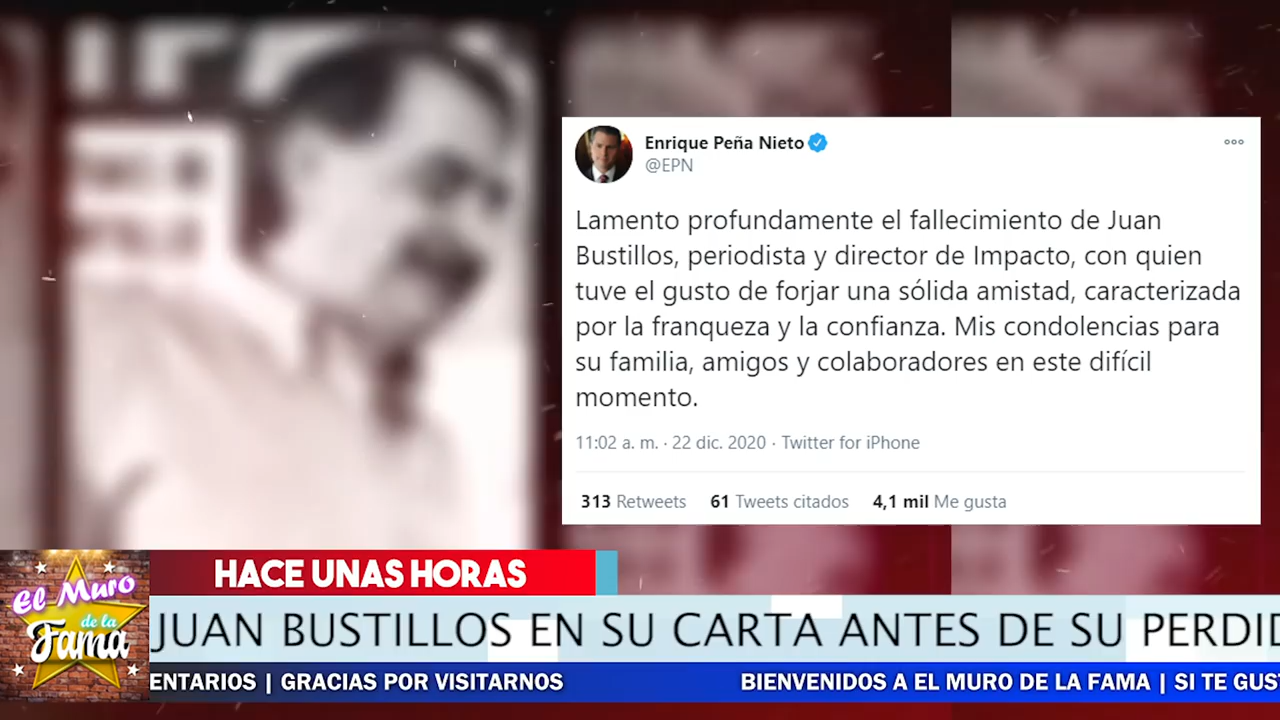 Enrique Peña Nieto
@EPN
Lamento profundamente el fallecimiento de Juan
Bustillos, periodista y director de Impacto, con quien
tuve el gusto de forjar una sólida amistad, caracterizada
por la franqueza y la confianza. Mis condolencias para
su familia, amigos y colaboradores en este difícil
momento.
11:02 a. m. · 22 dic. 2020 · Twitter for iPhone
313 Retweets 61 Tweets citados 4,1 mil Me gusta
HACE UNAS HORAS
El Muro
de la
Fama
JUAN BUSTILLOS EN SU CARTA ANTES DE SU PERDID
ENTARIOS | GRACIAS POR VISITARNOS BIENVENIDOS A EL MURO DE LA FAMA | SI TE GUST